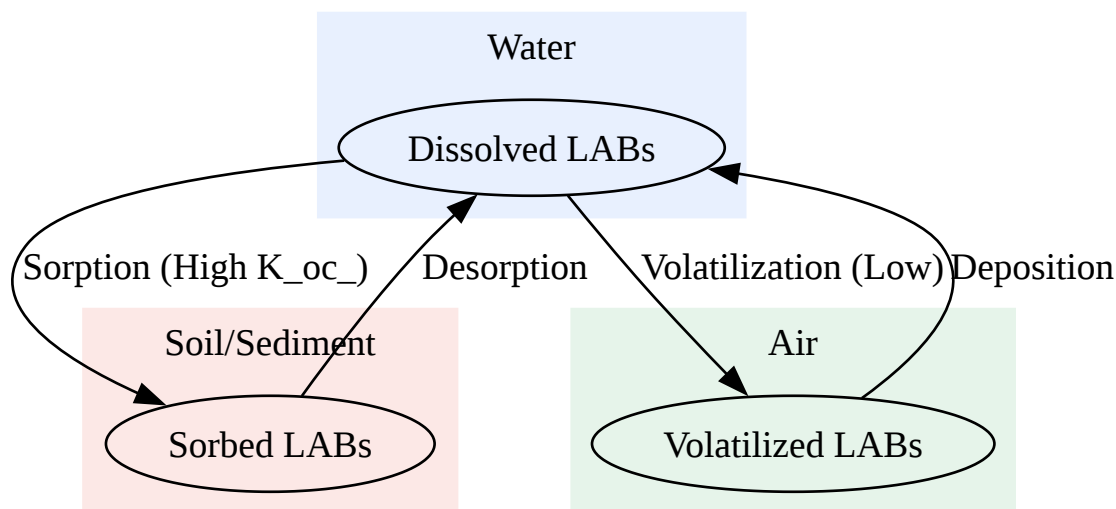 Water
Dissolved LABs
Sorption (High K_oc_)
Desorption
Volatilization (Low)
Deposition
Soil/Sediment
Air
Sorbed LABs
Volatilized LABs